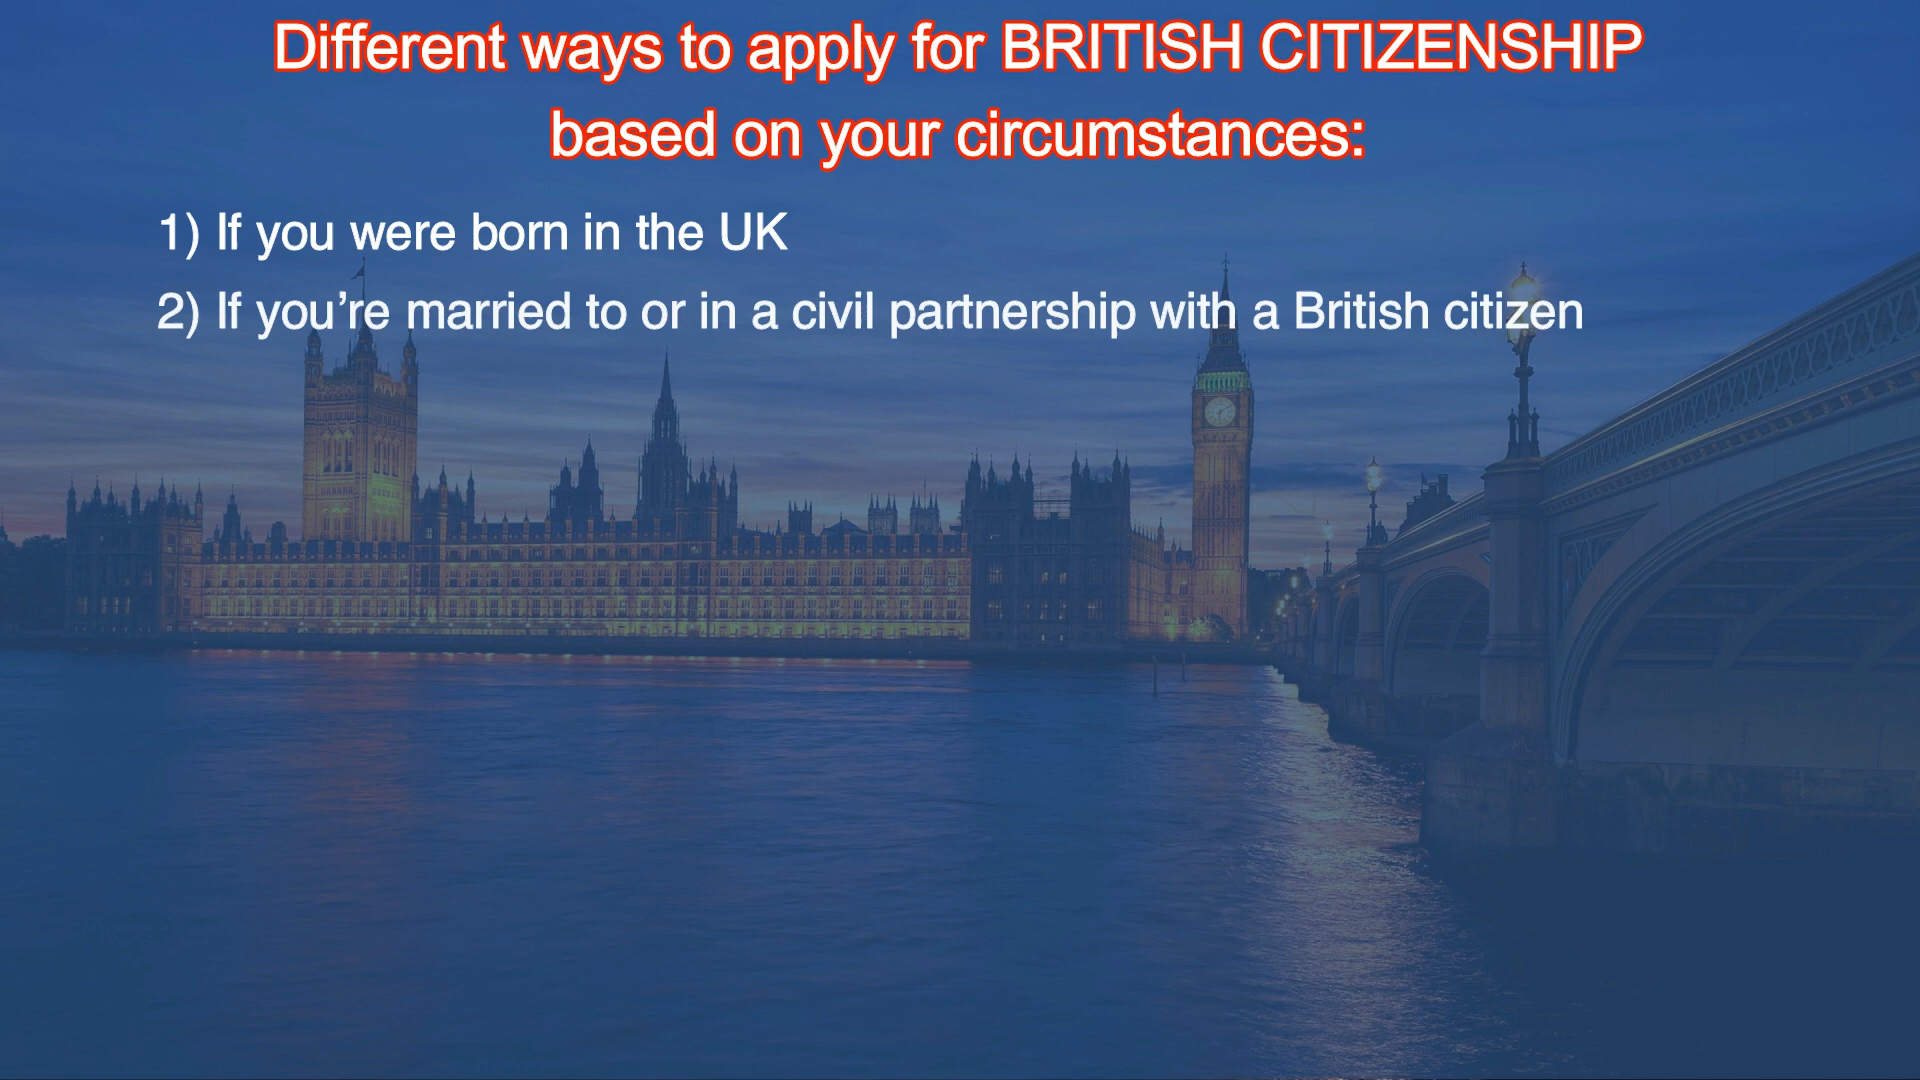 Different ways to apply for BRITISH CITIZENSHIP
based on your circumstances:
1) If you were born in the UK
2) If you’re married to or in a civil partnership with a British citizen